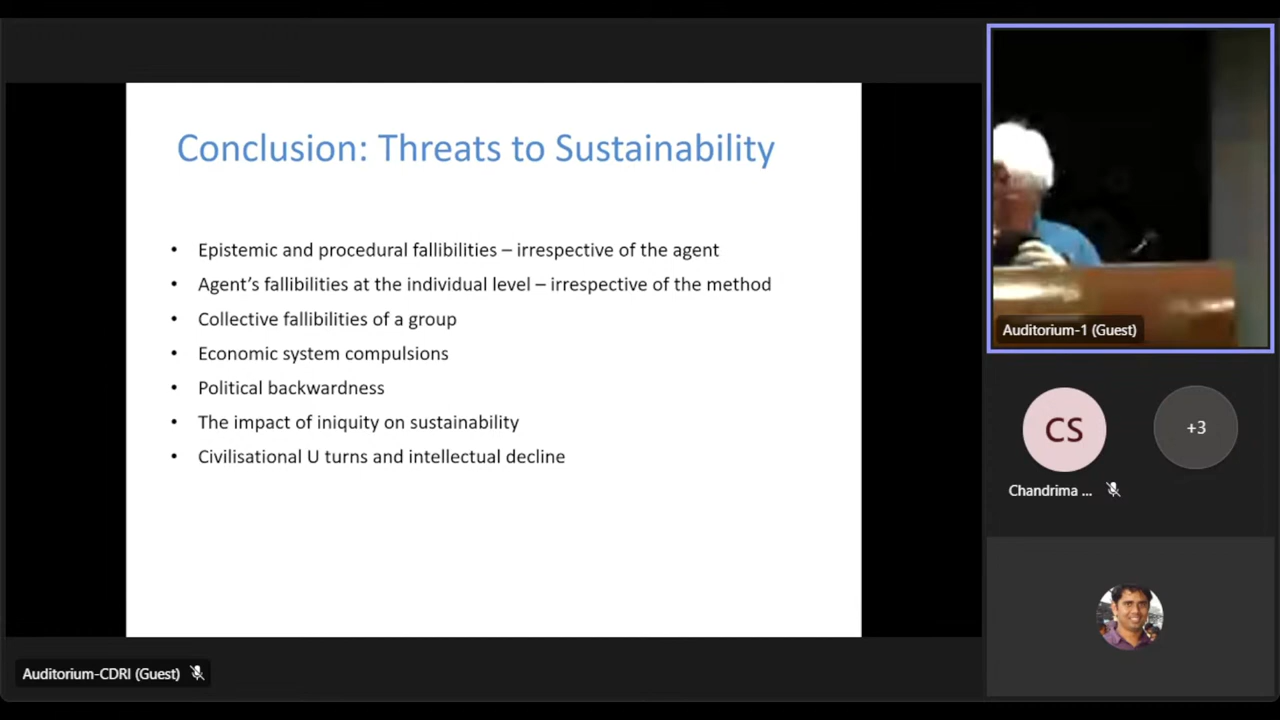 Conclusion: Threats to Sustainability
• Epistemic and procedural fallibilities – irrespective of the agent
• Agent’s fallibilities at the individual level – irrespective of the method
• Collective fallibilities of a group
• Economic system compulsions
• Political backwardness
• The impact of iniquity on sustainability
• Civilisational U turns and intellectual decline
Auditorium-CDRI (Guest)
Auditorium-1 (Guest)
CS
+3
Chandrima ...